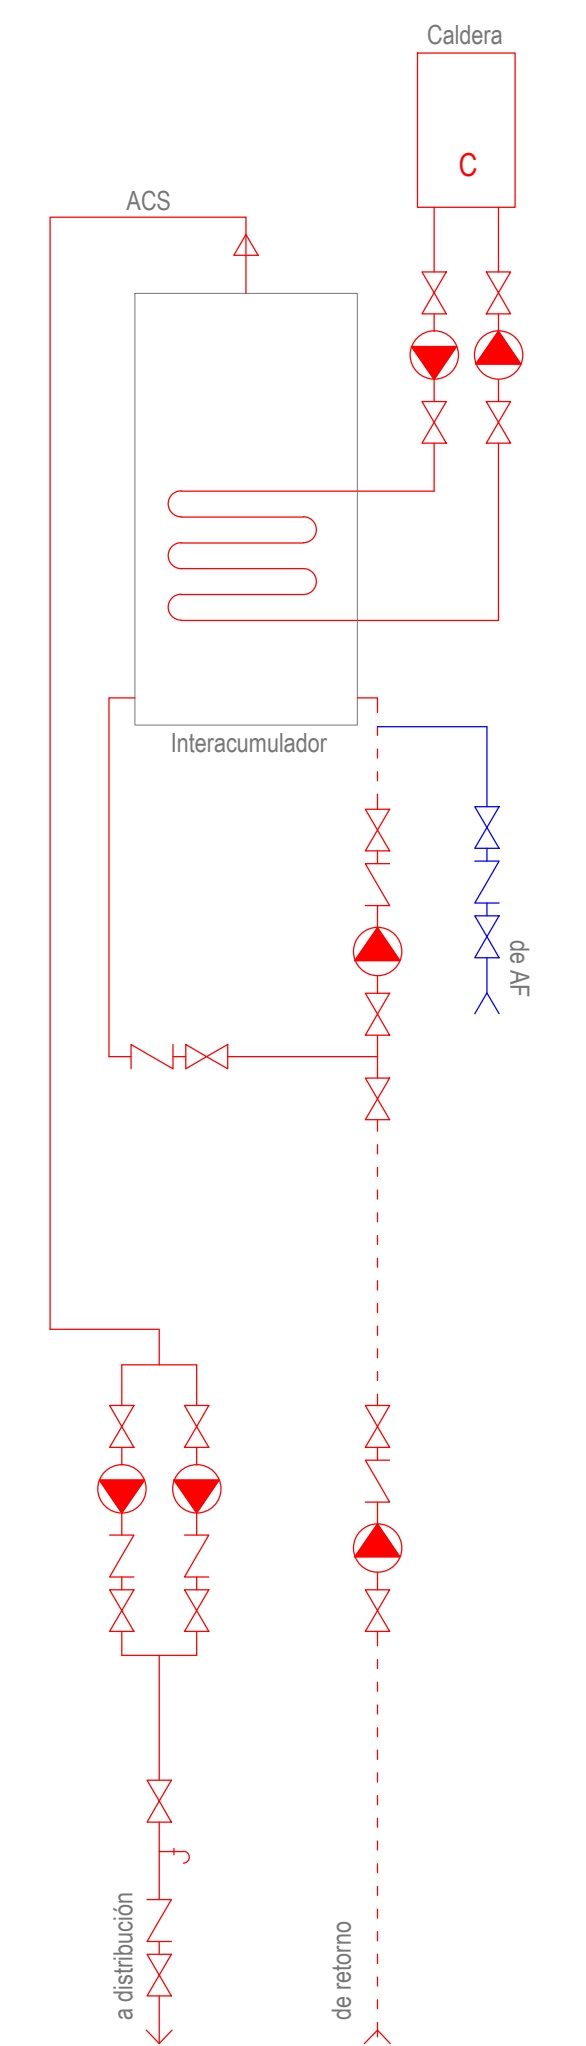 Caldera
C
ACS
Interacumulador
de AF
a distribución
de retorno